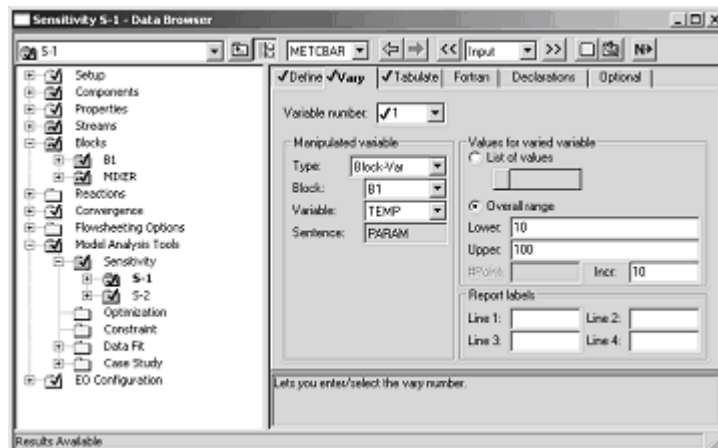 Sensitivity S-1 - Data Browser
S-1 METCBAR << Input >> N>
Setup
Components
Properties
Streams
Blocks
B1
MIXER
Reactions
Convergence
Flowsheeting Options
Model Analysis Tools
Sensitivity
S-1
S-2
Optimization
Constraint
Data Fit
Case Study
EO Configuration
Define Vary Tabulate Fortran Declarations Optional
Variable number: 1
Manipulated variable
Type: Block-Var
Block: B1
Variable: TEMP
Sentence: PARAM
Values for varied variable
List of values
Overall range
Lower: 10
Upper: 100
#Point: Incr: 10
Report labels
Line 1: Line 2:
Line 3: Line 4:
Lets you enter/select the vary number.
Results Available